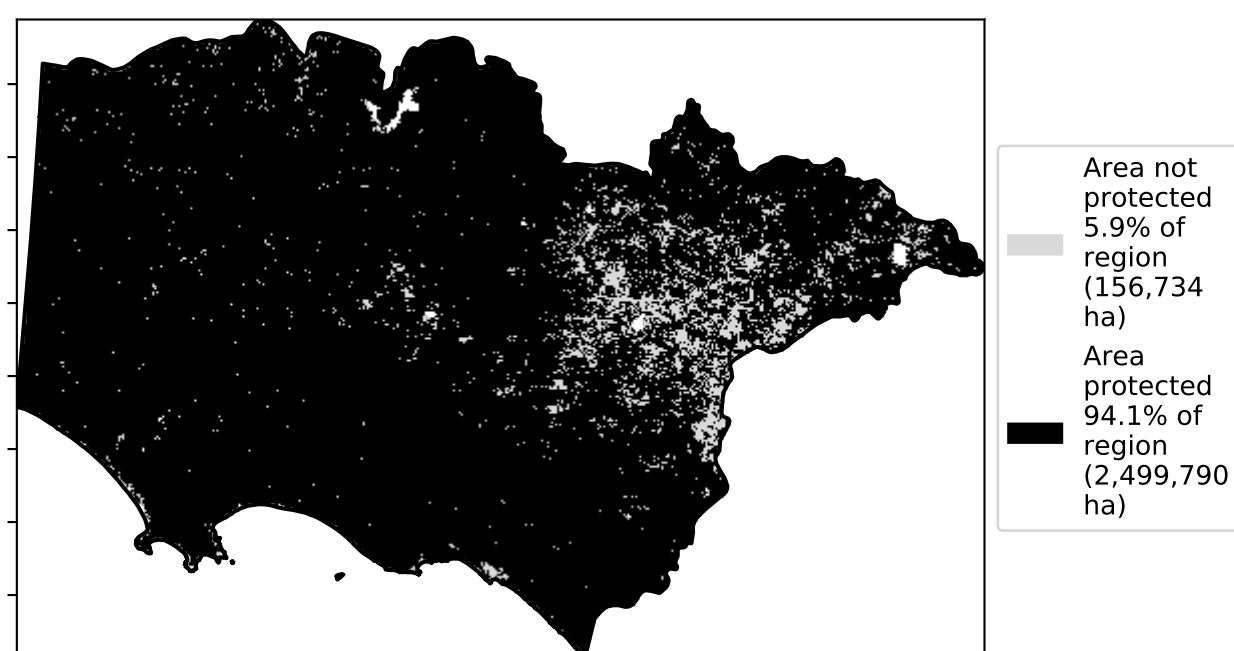 Area not
protected
5.9% of
region
(156,734
ha)
Area
protected
94.1% of
region
(2,499,790
ha)